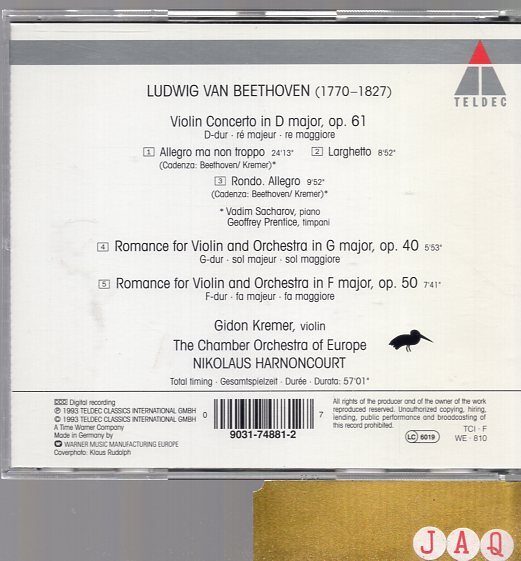 TELDEC
LUDWIG VAN BEETHOVEN (1770–1827)
Violin Concerto in D major, op. 61
D-dur · ré majeur · re maggiore
1 Allegro ma non troppo 24'13" 2 Larghetto 8'52"
(Cadenza: Beethoven/ Kremer)*
3 Rondo. Allegro 9'52"
(Cadenza: Beethoven/ Kremer)*
* Vadim Sacharov, piano
Geoffrey Prentice, timpani
4 Romance for Violin and Orchestra in G major, op. 40 5'53"
G-dur · sol majeur · sol maggiore
5 Romance for Violin and Orchestra in F major, op. 50 7'41"
F-dur · fa majeur · fa maggiore
Gidon Kremer, violin
The Chamber Orchestra of Europe
NIKOLAUS HARNONCOURT
Total timing · Gesamtspielzeit · Durée · Durata: 57'01"
DDD Digital recording
℗ 1993 TELDEC CLASSICS INTERNATIONAL GMBH
© 1993 TELDEC CLASSICS INTERNATIONAL GMBH
A Time Warner Company
Made in Germany by
WARNER MUSIC MANUFACTURING EUROPE
Coverphoto: Klaus Rudolph
0 7
9031-74881-2
All rights of the producer and of the owner of the work
reproduced reserved. Unauthorized copying, hiring,
lending, public performance and broadcasting of
this record prohibited.
LC 6019
TCI · F
WE · 810
JAQ